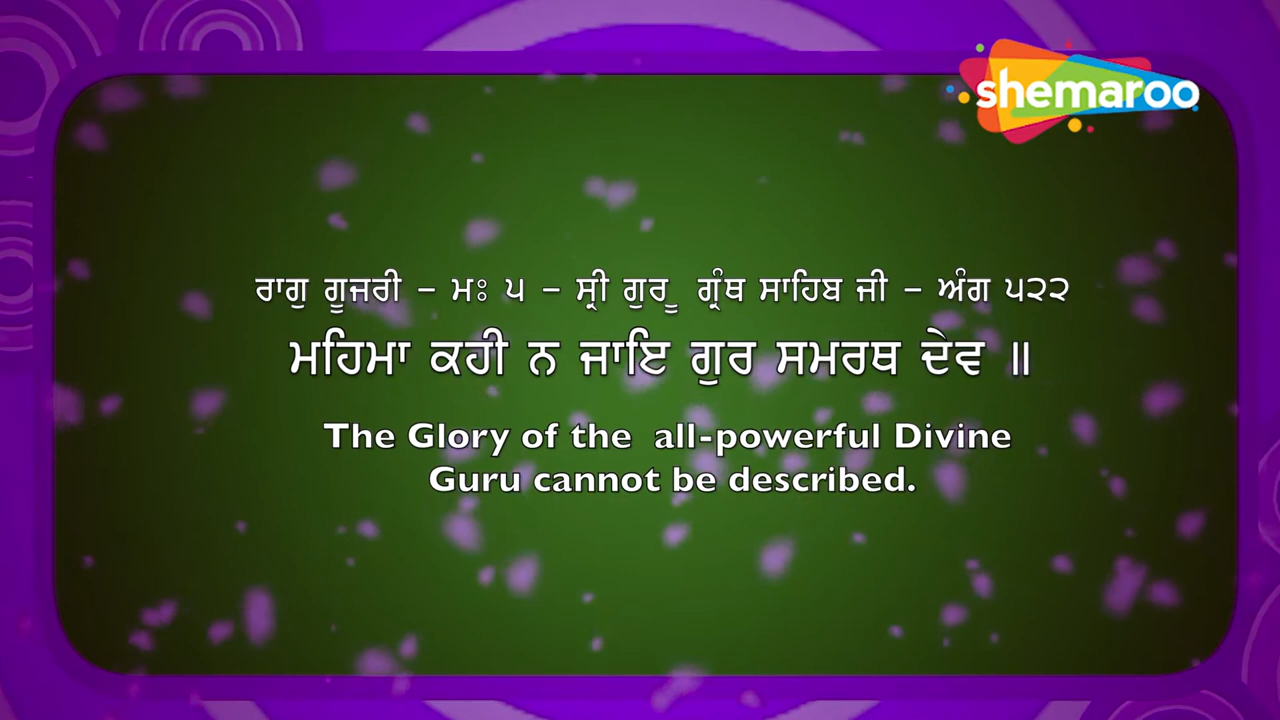 shemaroo
ਰਾਗੁ ਗੂਜਰੀ – ਮਃ ੫ – ਸ੍ਰੀ ਗੁਰ ੁ ਗ੍ਰੰਥ ਸਾਹਿਬ ਜੀ – ਅੰਗ ੫੨੨
ਮਹਿਮਾ ਕਹੀ ਨ ਜਾਇ ਗੁਰ ਸਮਰਥ ਦੇਵ ॥
The Glory of the all-powerful Divine
Guru cannot be described.